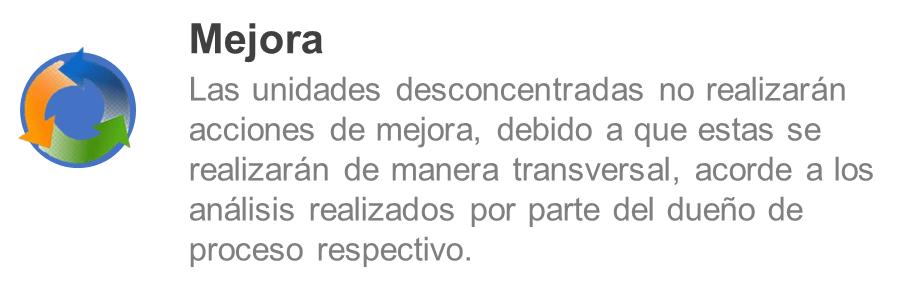 Mejora
Las unidades desconcentradas no realizarán
acciones de mejora, debido a que estas se
realizarán de manera transversal, acorde a los
análisis realizados por parte del dueño de
proceso respectivo.